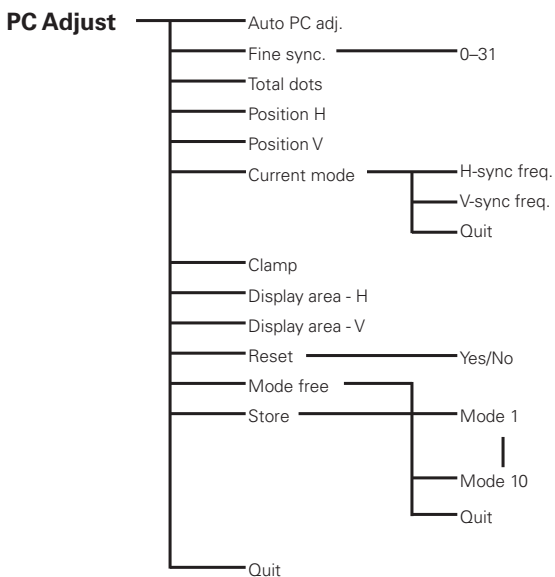 PC Adjust
Auto PC adj.
Fine sync. 0–31
Total dots
Position H
Position V
Current mode H-sync freq.
V-sync freq.
Quit
Clamp
Display area - H
Display area - V
Reset Yes/No
Mode free
Store Mode 1
Mode 10
Quit
Quit